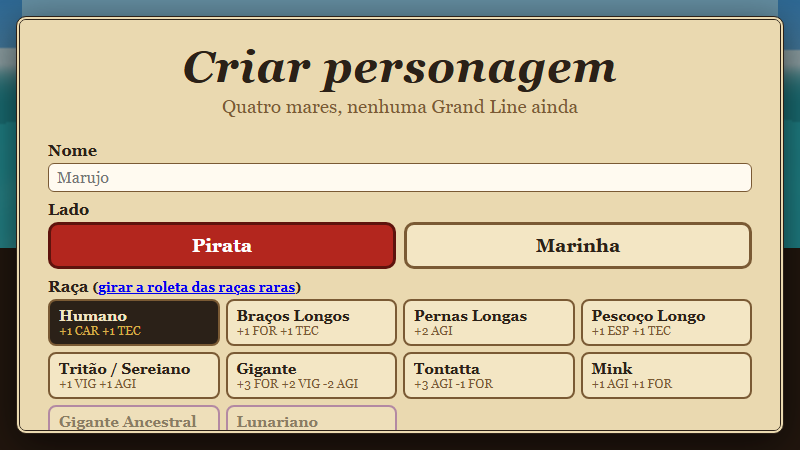 Criar personagem
Quatro mares, nenhuma Grand Line ainda
Nome
Marujo
Lado
Pirata
Marinha
Raça (girar a roleta das raças raras)
Humano
+1 CAR +1 TEC
Braços Longos
+1 FOR +1 TEC
Pernas Longas
+2 AGI
Pescoço Longo
+1 ESP +1 TEC
Tritão / Sereiano
+1 VIG +1 AGI
Gigante
+3 FOR +2 VIG -2 AGI
Tontatta
+3 AGI -1 FOR
Mink
+1 AGI +1 FOR
Gigante Ancestral
Lunariano